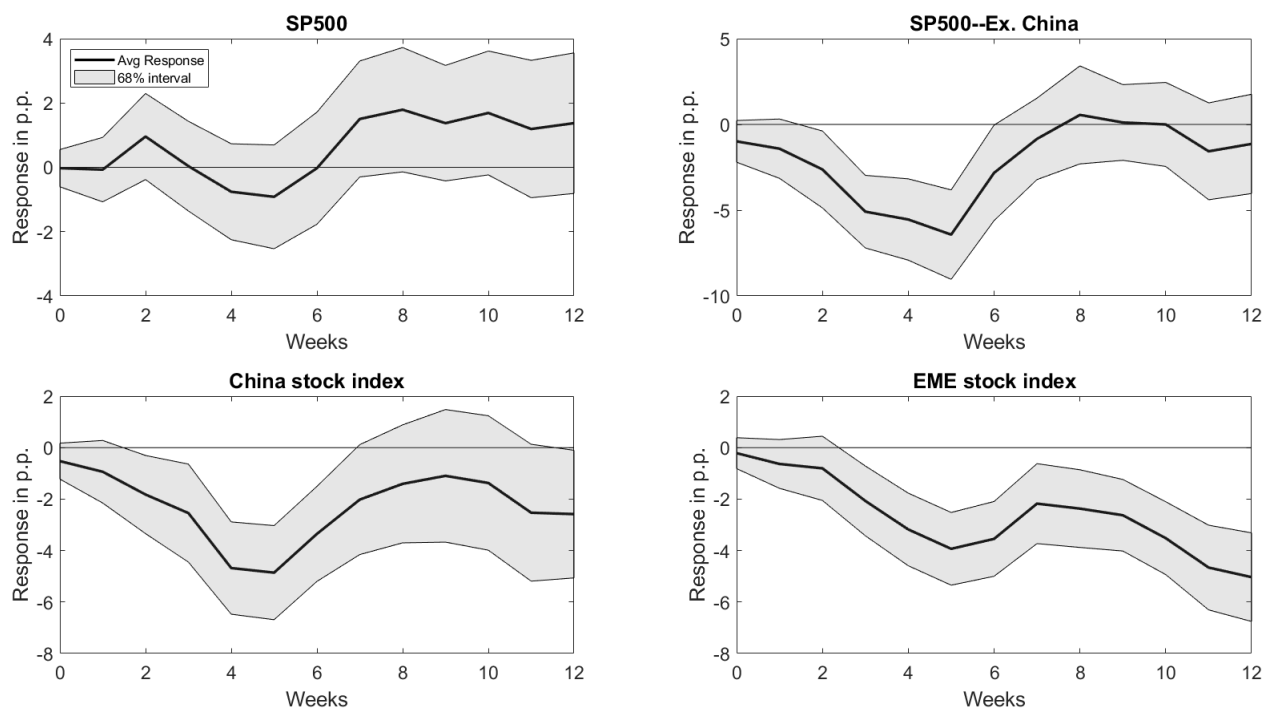 SP500
4
2
0
-2
-4
Response in p.p.
Avg Response
68% interval
0 2 4 6 8 10 12
Weeks
SP500--Ex. China
5
0
-5
-10
Response in p.p.
0 2 4 6 8 10 12
Weeks
China stock index
2
0
-2
-4
-6
-8
Response in p.p.
0 2 4 6 8 10 12
Weeks
EME stock index
2
0
-2
-4
-6
-8
Response in p.p.
0 2 4 6 8 10 12
Weeks